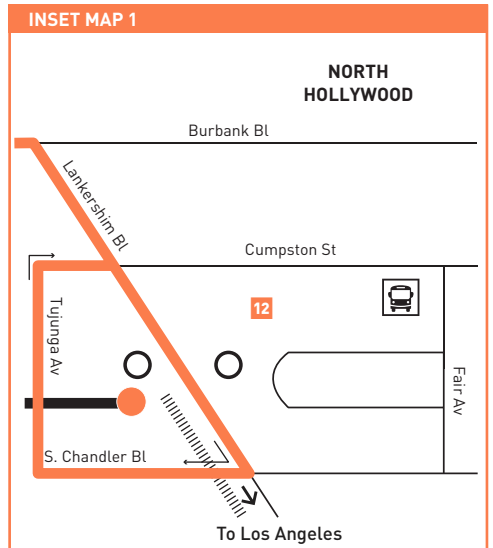 INSET MAP 1
NORTH
HOLLYWOOD
Burbank Bl
Lankershim Bl
Cumpston St
12
Tujunga Av
Fair Av
S. Chandler Bl
To Los Angeles